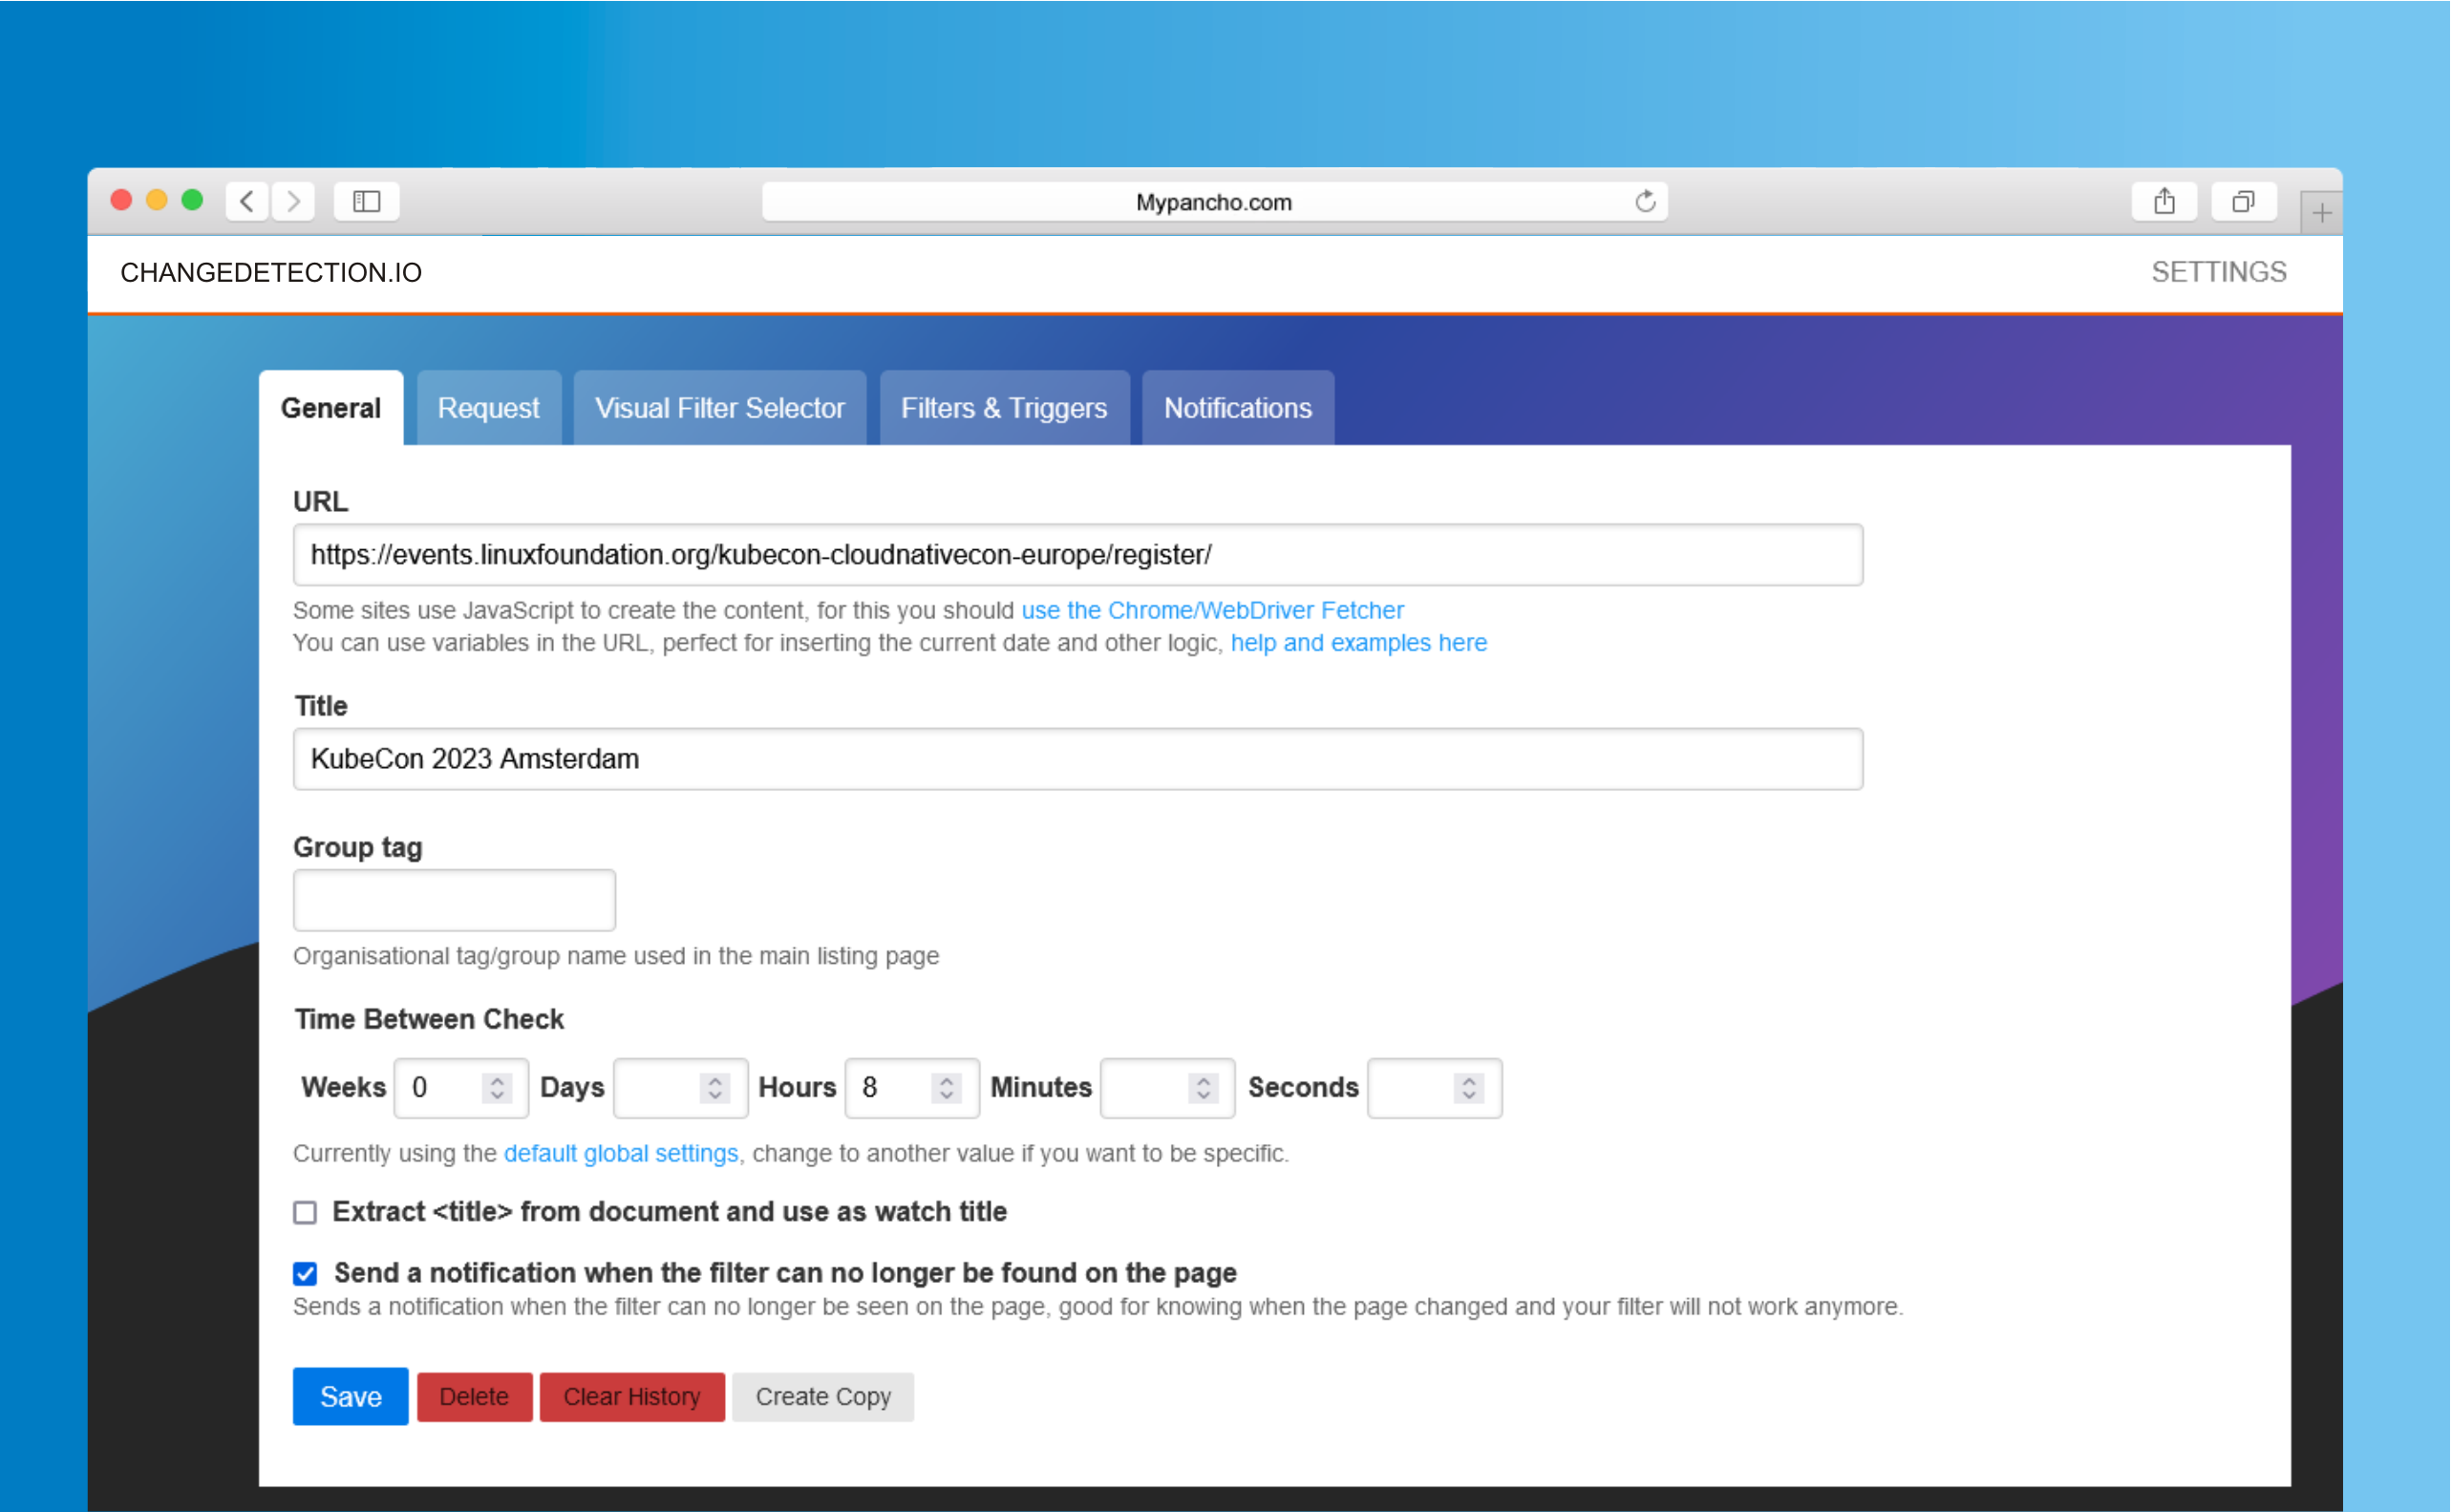 Mypancho.com
CHANGEDETECTION.IO SETTINGS
General Request Visual Filter Selector Filters & Triggers Notifications
URL
https://events.linuxfoundation.org/kubecon-cloudnativecon-europe/register/
Some sites use JavaScript to create the content, for this you should use the Chrome/WebDriver Fetcher
You can use variables in the URL, perfect for inserting the current date and other logic, help and examples here
Title
KubeCon 2023 Amsterdam
Group tag
Organisational tag/group name used in the main listing page
Time Between Check
Weeks 0 Days Hours 8 Minutes Seconds
Currently using the default global settings, change to another value if you want to be specific.
Extract <title> from document and use as watch title
Send a notification when the filter can no longer be found on the page
Sends a notification when the filter can no longer be seen on the page, good for knowing when the page changed and your filter will not work anymore.
Save Delete Clear History Create Copy